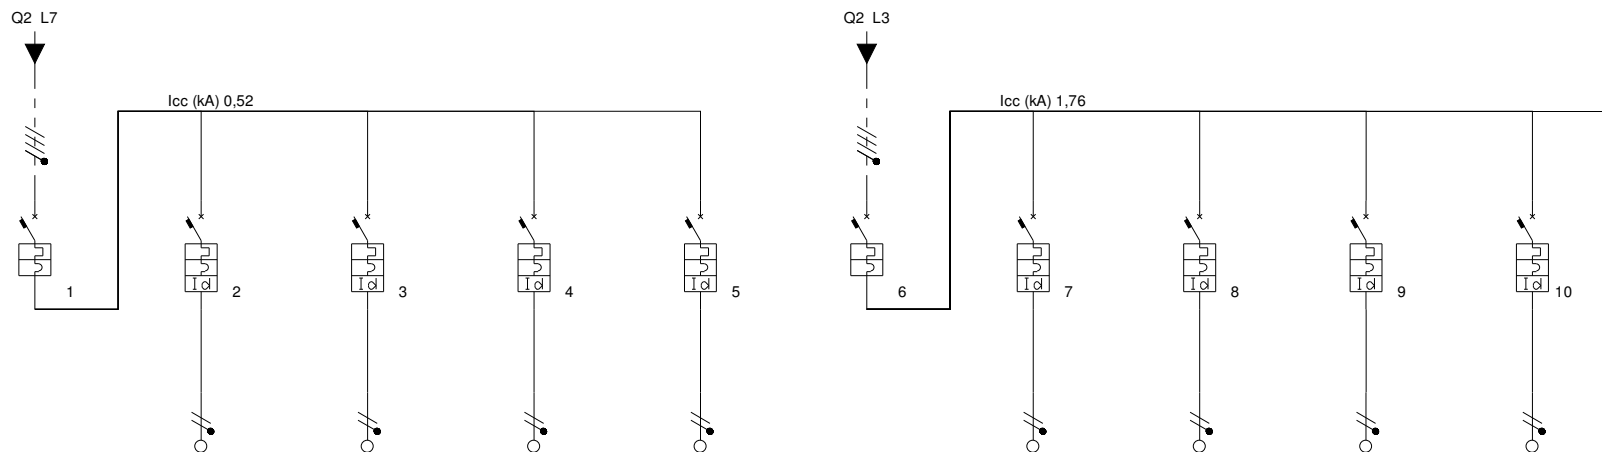 Q2 L7
Q2 L3
Icc (kA) 0,52
Icc (kA) 1,76
Id
Id
Id
Id
Id
Id
Id
Id
1
2
3
4
5
6
7
8
9
10